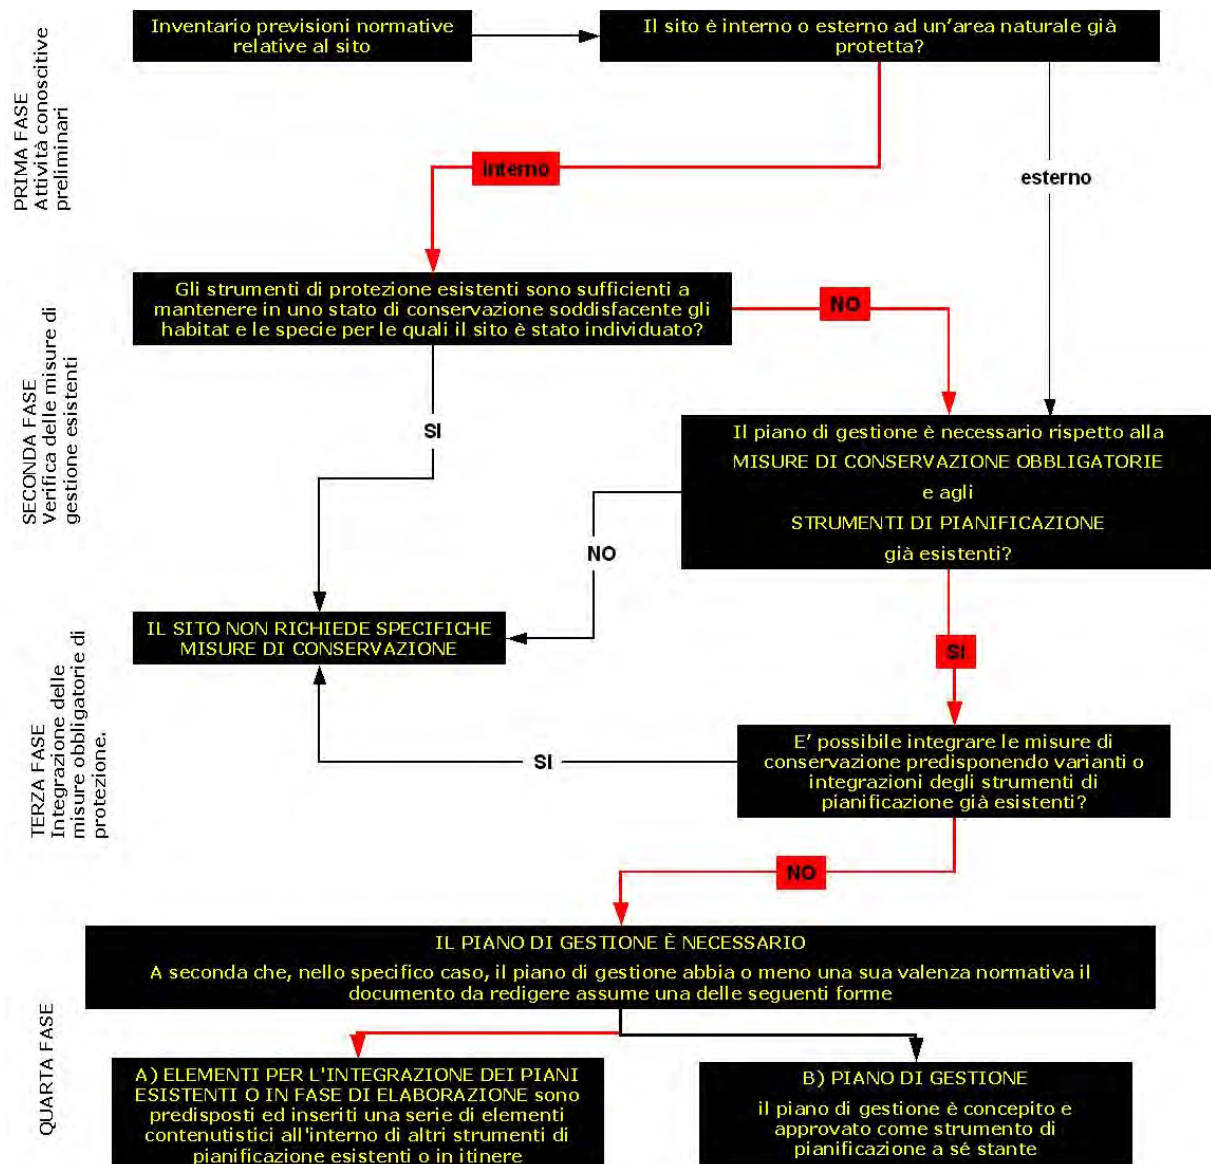 PRIMA FASE
Attività conoscitive
preliminari
Inventario previsioni normative
relative al sito
Il sito è interno o esterno ad un'area naturale già
protetta?
Interno
esterno
SECONDA FASE
Verifica delle misure di
gestione esistenti
Gli strumenti di protezione esistenti sono sufficienti a
mantenere in uno stato di conservazione soddisfacente gli
habitat e le specie per le quali il sito è stato individuato?
NO
SI
Il piano di gestione è necessario rispetto alla
MISURE DI CONSERVAZIONE OBBLIGATORIE
e agli
STRUMENTI DI PIANIFICAZIONE
già esistenti?
NO
SI
TERZA FASE
Integrazione delle
misure obbligatorie di
protezione.
IL SITO NON RICHIEDE SPECIFICHE
MISURE DI CONSERVAZIONE
E' possibile integrare le misure di
conservazione predisponendo varianti o
integrazioni degli strumenti di
pianificazione già esistenti?
SI
NO
QUARTA FASE
IL PIANO DI GESTIONE È NECESSARIO
A seconda che, nello specifico caso, il piano di gestione abbia o meno una sua valenza normativa il
documento da redigere assume una delle seguenti forme
A) ELEMENTI PER L'INTEGRAZIONE DEI PIANI
ESISTENTI O IN FASE DI ELABORAZIONE sono
predisposti ed inseriti una serie di elementi
contenutistici all'interno di altri strumenti di
pianificazione esistenti o in itinere
B) PIANO DI GESTIONE
il piano di gestione è concepito e
approvato come strumento di
pianificazione a sé stante